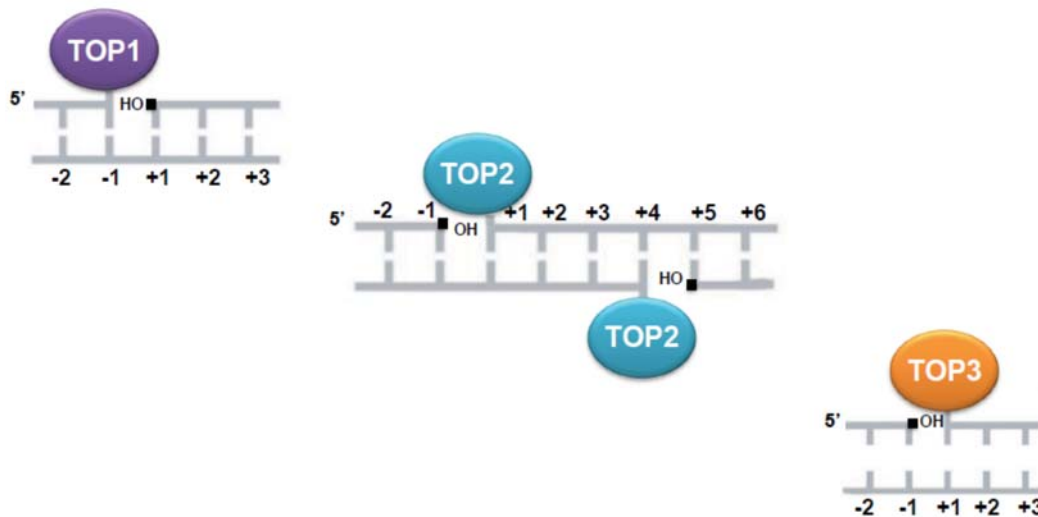 TOP1
5' HO
-2 -1 +1 +2 +3
TOP2
5' -2 -1 OH +1 +2 +3 +4 +5 +6
HO
TOP2
TOP3
5' OH
-2 -1 +1 +2 +3